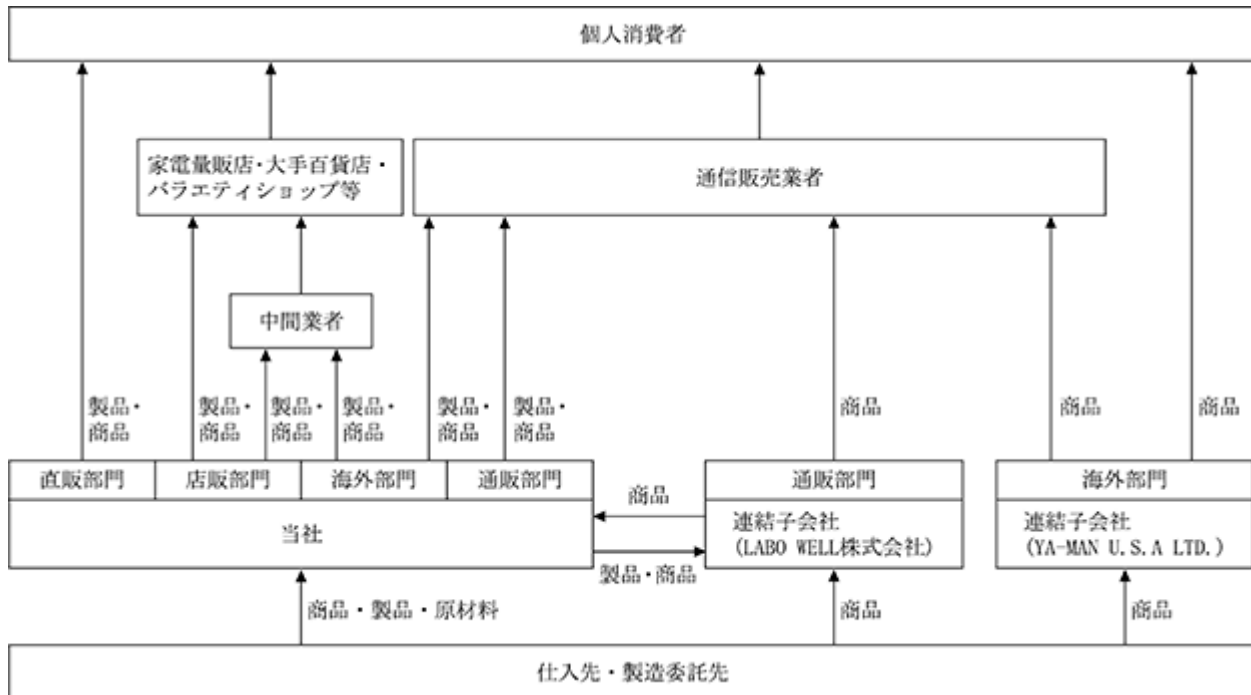 個人消費者
家電量販店・大手百貨店・
バラエティショップ等
通信販売業者
中間業者
製品・
商品
製品・
商品
製品・
商品
製品・
商品
製品・
商品
製品・
商品
商品
商品
商品
直販部門
店販部門
海外部門
通販部門
通販部門
海外部門
当社
商品
製品・商品
連結子会社
(LABO WELL株式会社)
連結子会社
(YA-MAN U.S.A LTD.)
商品・製品・原材料
商品
商品
仕入先・製造委託先